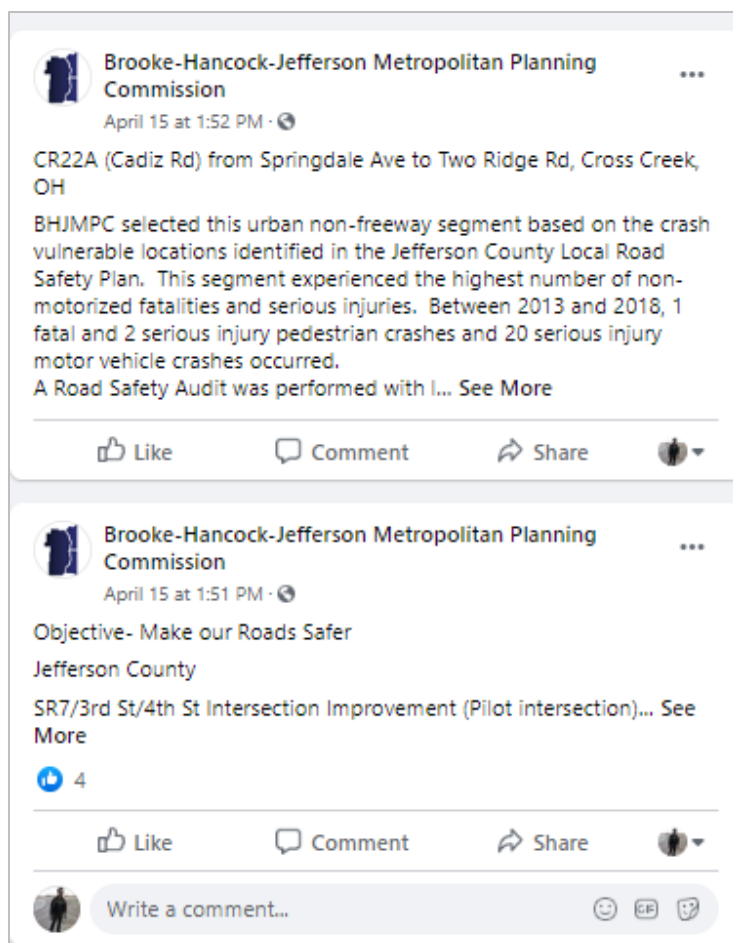 Brooke-Hancock-Jefferson Metropolitan Planning
Commission
April 15 at 1:52 PM ·
CR22A (Cadiz Rd) from Springdale Ave to Two Ridge Rd, Cross Creek,
OH
BHJMPC selected this urban non-freeway segment based on the crash
vulnerable locations identified in the Jefferson County Local Road
Safety Plan.  This segment experienced the highest number of non-
motorized fatalities and serious injuries.  Between 2013 and 2018, 1
fatal and 2 serious injury pedestrian crashes and 20 serious injury
motor vehicle crashes occurred.
A Road Safety Audit was performed with l... See More
Like Comment Share
Brooke-Hancock-Jefferson Metropolitan Planning
Commission
April 15 at 1:51 PM ·
Objective- Make our Roads Safer
Jefferson County
SR7/3rd St/4th St Intersection Improvement (Pilot intersection)... See
More
4
Like Comment Share
Write a comment...
GIF